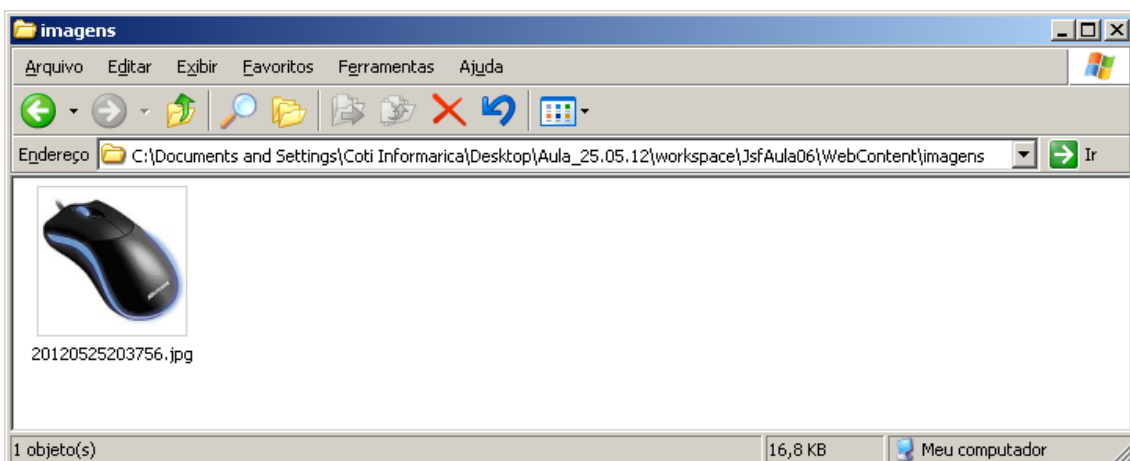 imagens
Arquivo Editar Exibir Favoritos Ferramentas Ajuda
Endereço C:\Documents and Settings\Coti Informarica\Desktop\Aula_25.05.12\workspace\JsfAula06\WebContent\imagens Ir
Microsoft
20120525203756.jpg
1 objeto(s) 16,8 KB Meu computador